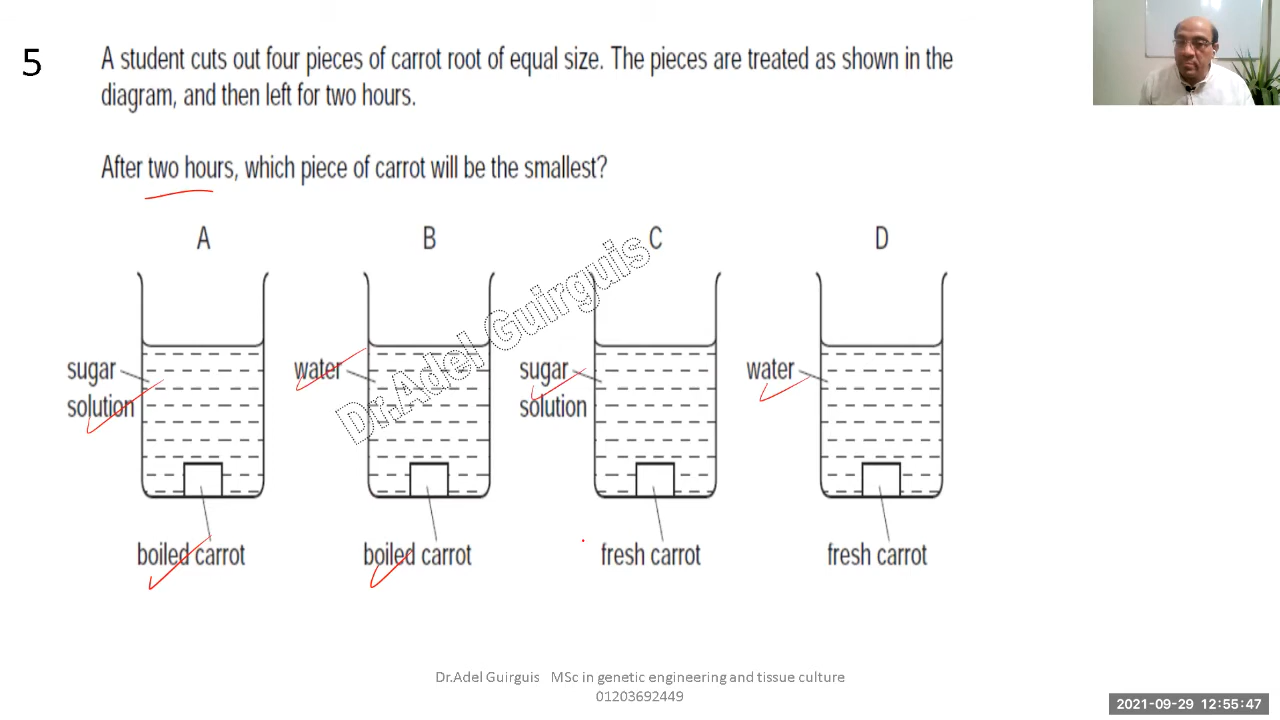 5
A student cuts out four pieces of carrot root of equal size. The pieces are treated as shown in the
diagram, and then left for two hours.
After two hours, which piece of carrot will be the smallest?
A
B
C
D
sugar
solution
water
sugar
solution
water
boiled carrot
boiled carrot
fresh carrot
fresh carrot
Dr.Adel Guirguis
Dr.Adel Guirguis MSc in genetic engineering and tissue culture
01203692449
2021-09-29 12:55:47